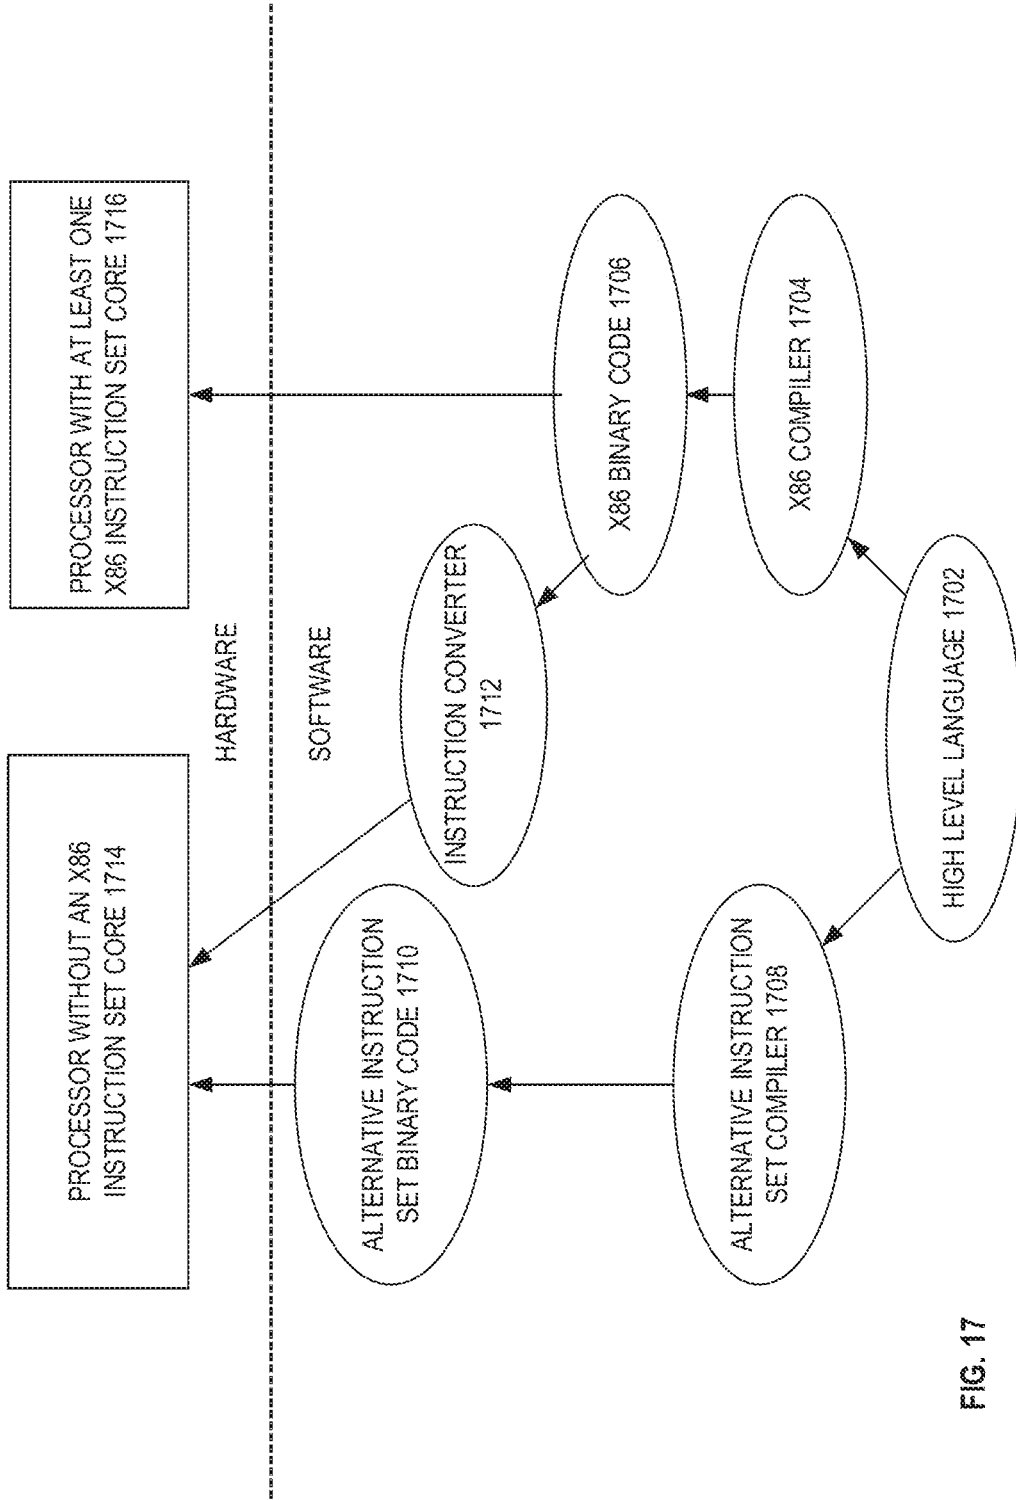 PROCESSOR WITHOUT AN X86
INSTRUCTION SET CORE 1714
PROCESSOR WITH AT LEAST ONE
X86 INSTRUCTION SET CORE 1716
HARDWARE
SOFTWARE
ALTERNATIVE INSTRUCTION
SET BINARY CODE 1710
INSTRUCTION CONVERTER
1712
X86 BINARY CODE 1706
ALTERNATIVE INSTRUCTION
SET COMPILER 1708
X86 COMPILER 1704
HIGH LEVEL LANGUAGE 1702
FIG. 17